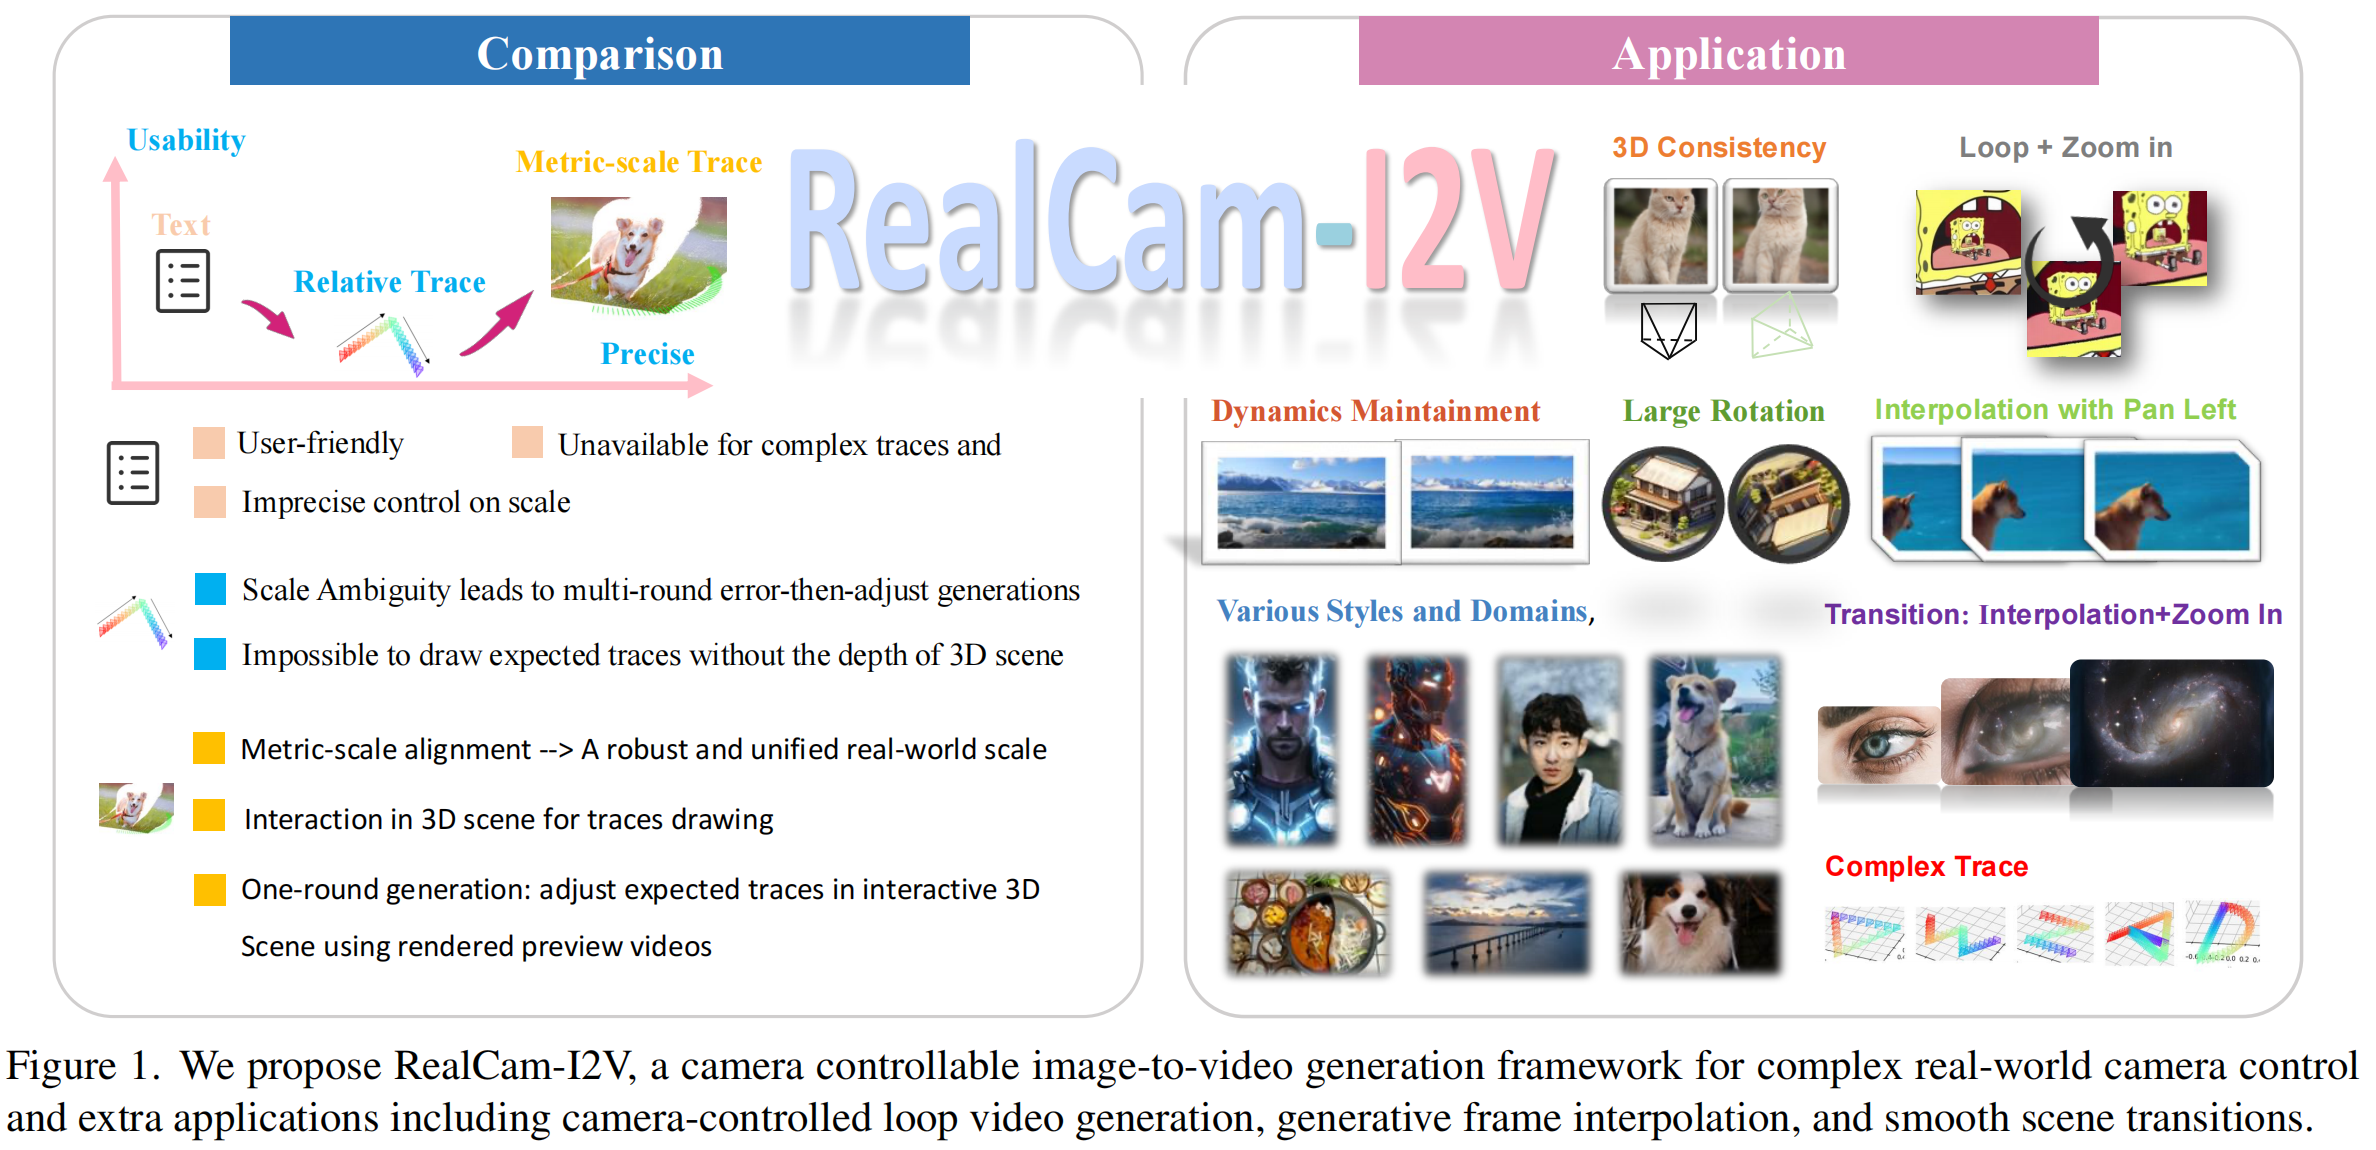 Comparison
Usability
Text
Relative Trace
Metric-scale Trace
Precise
RealCam-I2V
User-friendly
Unavailable for complex traces and
Imprecise control on scale
Scale Ambiguity leads to multi-round error-then-adjust generations
Impossible to draw expected traces without the depth of 3D scene
Metric-scale alignment --> A robust and unified real-world scale
Interaction in 3D scene for traces drawing
One-round generation: adjust expected traces in interactive 3D
Scene using rendered preview videos
Application
3D Consistency
Loop + Zoom in
Dynamics Maintainment
Large Rotation
Interpolation with Pan Left
Various Styles and Domains,
Transition: Interpolation+Zoom In
Complex Trace
Figure 1. We propose RealCam-I2V, a camera controllable image-to-video generation framework for complex real-world camera control
and extra applications including camera-controlled loop video generation, generative frame interpolation, and smooth scene transitions.